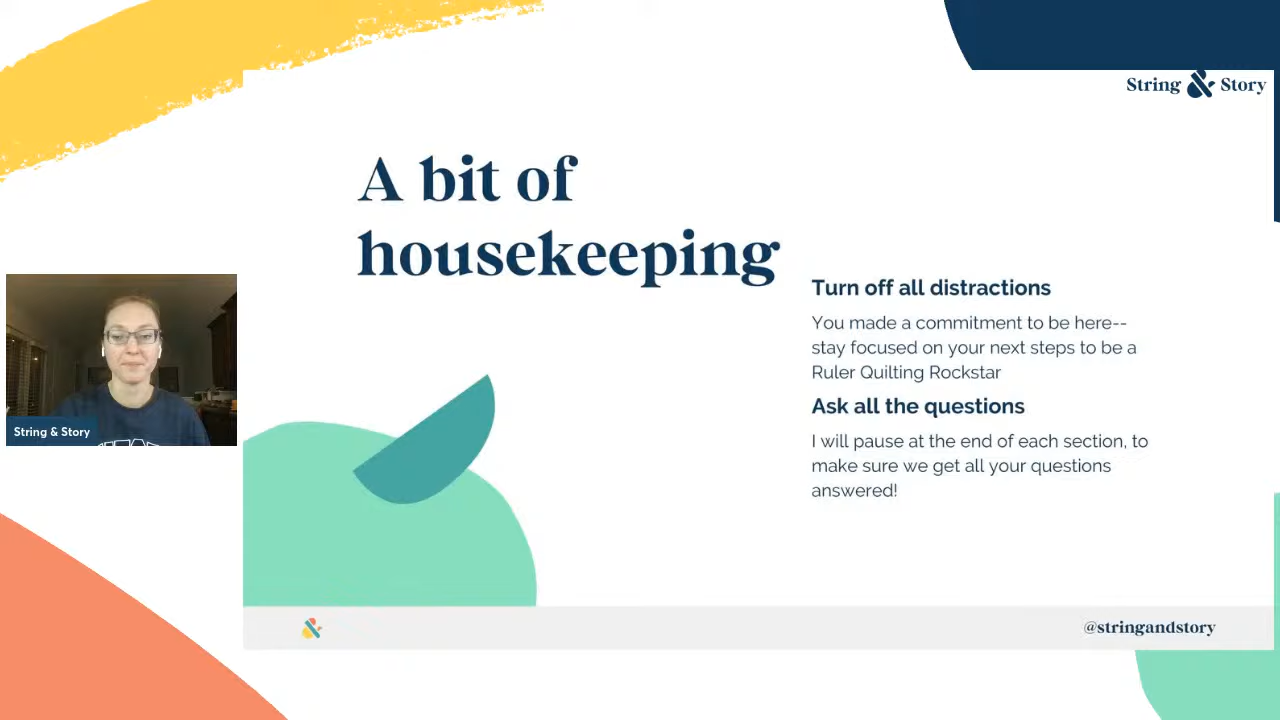 String & Story
A bit of
housekeeping
Turn off all distractions
You made a commitment to be here--
stay focused on your next steps to be a
Ruler Quilting Rockstar
Ask all the questions
I will pause at the end of each section, to
make sure we get all your questions
answered!
String & Story
&
@stringandstory